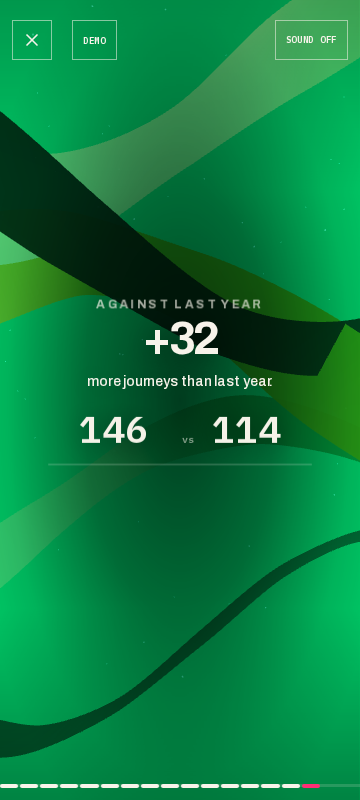 DEMO
SOUND OFF
AGAINST LAST YEAR
+32
more journeys than last year.
146 vs 114